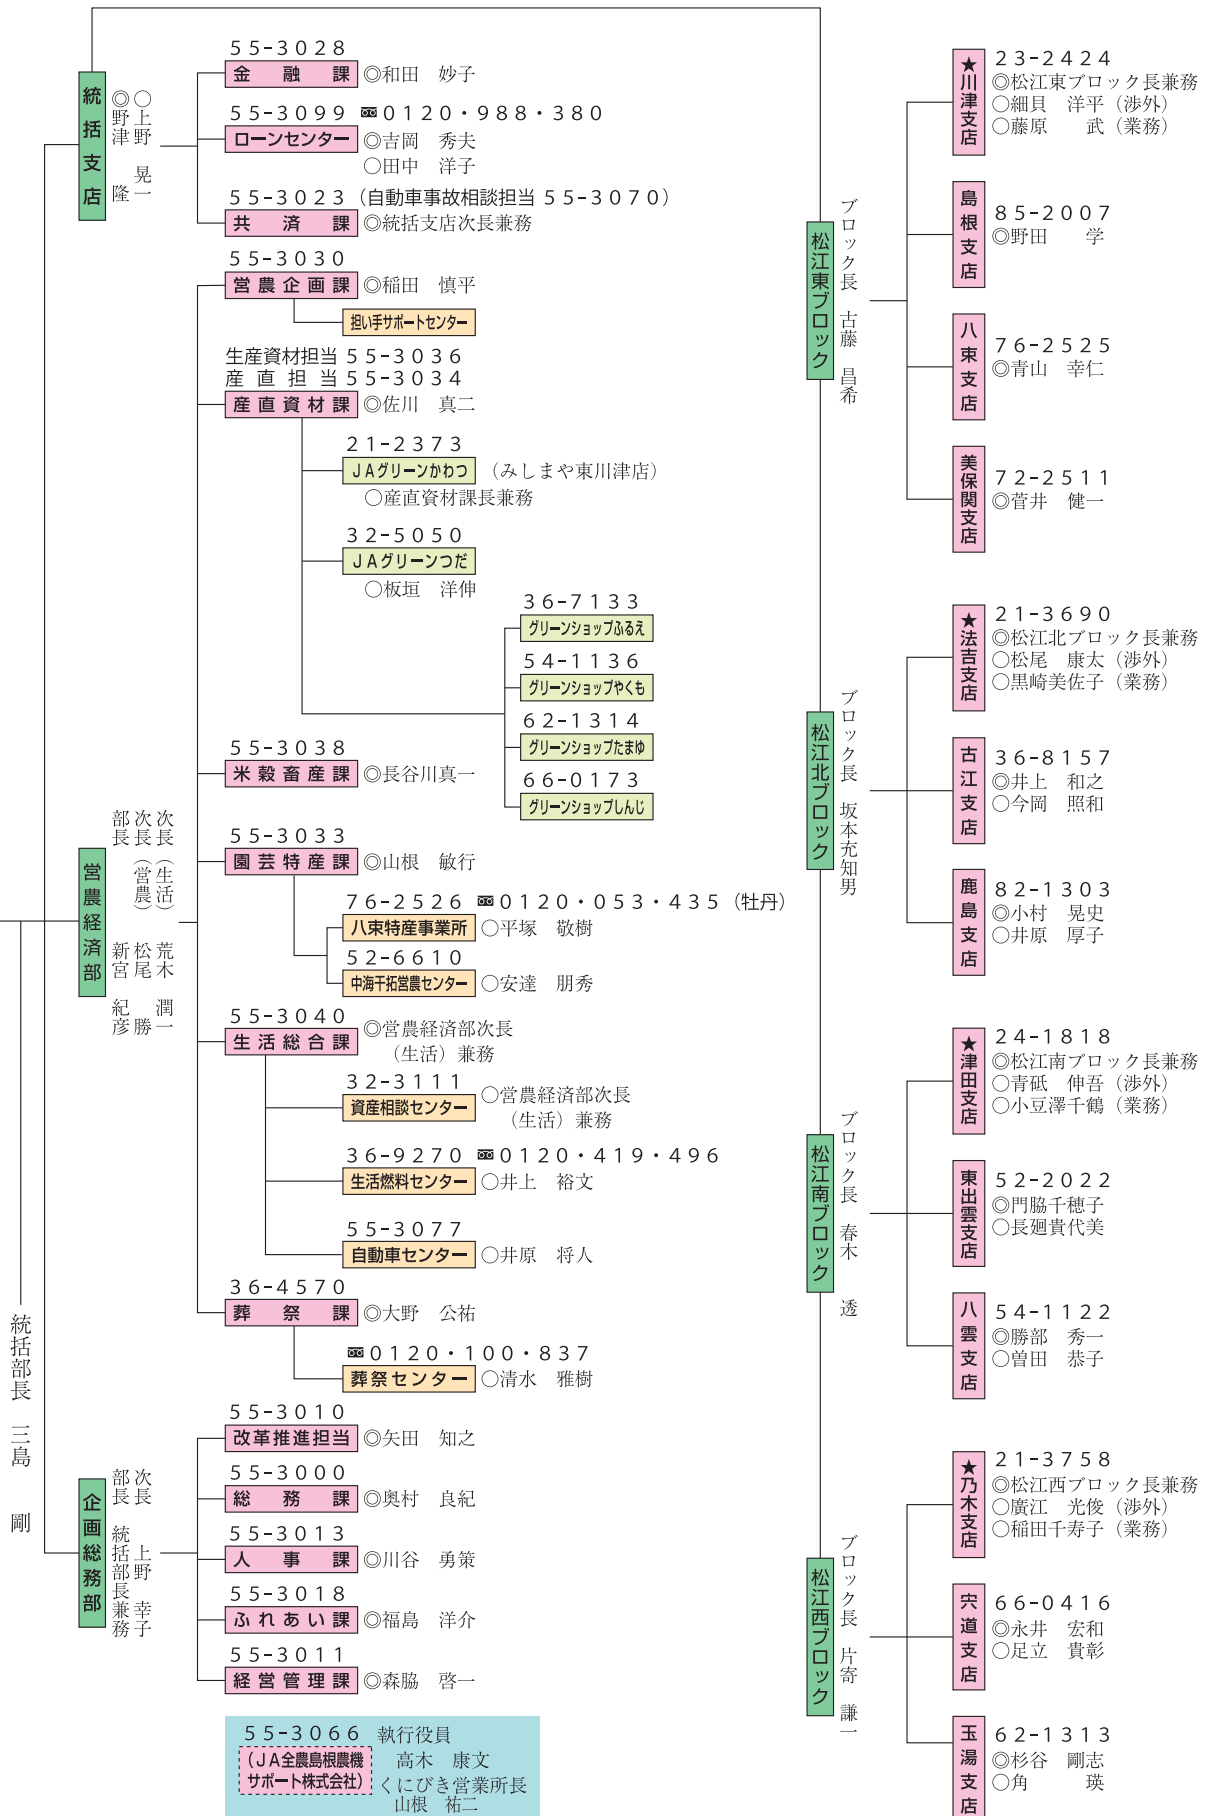 統括部長　三島　剛
統括支店
○上野　晃一
◎野津　隆
55-3028
金融課　◎和田　妙子
55-3099　0120・988・380
ローンセンター　◎吉岡　秀夫
○田中　洋子
55-3023（自動車事故相談担当 55-3070）
共済課　◎統括支店次長兼務
営農経済部
次長（生活）　荒木　潤一
次長（営農）　松尾　勝
部長　新宮　紀彦
55-3030
営農企画課　◎稲田　慎平
担い手サポートセンター
生産資材担当 55-3036
産直担当 55-3034
産直資材課　◎佐川　真二
21-2373
JAグリーンかわつ　（みしまや東川津店）
○産直資材課長兼務
32-5050
JAグリーンつだ
○板垣　洋伸
36-7133
グリーンショップふるえ
54-1136
グリーンショップやくも
62-1314
グリーンショップたまゆ
66-0173
グリーンショップしんじ
55-3038
米穀畜産課　◎長谷川真一
55-3033
園芸特産課　◎山根　敏行
76-2526　0120・053・435（牡丹）
八束特産事業所　○平塚　敬樹
52-6610
中海干拓営農センター　○安達　朋秀
55-3040
生活総合課　◎営農経済部次長
（生活）兼務
32-3111
資産相談センター　○営農経済部次長
（生活）兼務
36-9270　0120・419・496
生活燃料センター　○井上　裕文
55-3077
自動車センター　○井原　将人
36-4570
葬祭課　◎大野　公祐
0120・100・837
葬祭センター　○清水　雅樹
企画総務部
次長　上野　幸子
部長　統括部長兼務
55-3010
改革推進担当　◎矢田　知之
55-3000
総務課　◎奥村　良紀
55-3013
人事課　◎川谷　勇策
55-3018
ふれあい課　◎福島　洋介
55-3011
経営管理課　◎森脇　啓一
55-3066　執行役員
（JA全農島根農機　高木　康文
サポート株式会社）　くにびき営業所長
山根　祐二
松江東ブロック
ブロック長　古藤　昌希
★川津支店
23-2424
◎松江東ブロック長兼務
○細貝　洋平（渉外）
○藤原　武（業務）
島根支店
85-2007
◎野田　学
八束支店
76-2525
◎青山　幸仁
美保関支店
72-2511
◎菅井　健一
松江北ブロック
ブロック長　坂本充知男
★法吉支店
21-3690
◎松江北ブロック長兼務
○松尾　康太（渉外）
○黒崎美佐子（業務）
古江支店
36-8157
◎井上　和之
○今岡　照和
鹿島支店
82-1303
◎小村　晃史
○井原　厚子
松江南ブロック
ブロック長　春木　透
★津田支店
24-1818
◎松江南ブロック長兼務
○青砥　伸吾（渉外）
○小豆澤千鶴（業務）
東出雲支店
52-2022
◎門脇千穂子
○長廻貴代美
八雲支店
54-1122
◎勝部　秀一
○曽田　恭子
松江西ブロック
ブロック長　片寄　謙一
★乃木支店
21-3758
◎松江西ブロック長兼務
○廣江　光俊（渉外）
○稲田千寿子（業務）
宍道支店
66-0416
◎永井　宏和
○足立　貴彰
玉湯支店
62-1313
◎杉谷　剛志
○角　瑛